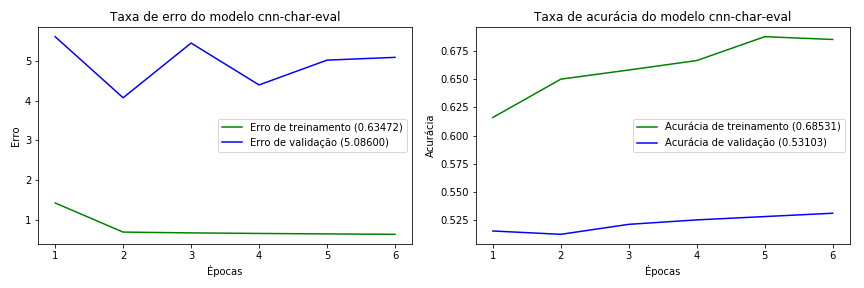 Taxa de erro do modelo cnn-char-eval
5
4
3
2
1
Erro
Erro de treinamento (0.63472)
Erro de validação (5.08600)
1 2 3 4 5 6
Épocas
Taxa de acurácia do modelo cnn-char-eval
0.675
0.650
0.625
0.600
0.575
0.550
0.525
Acurácia
Acurácia de treinamento (0.68531)
Acurácia de validação (0.53103)
1 2 3 4 5 6
Épocas